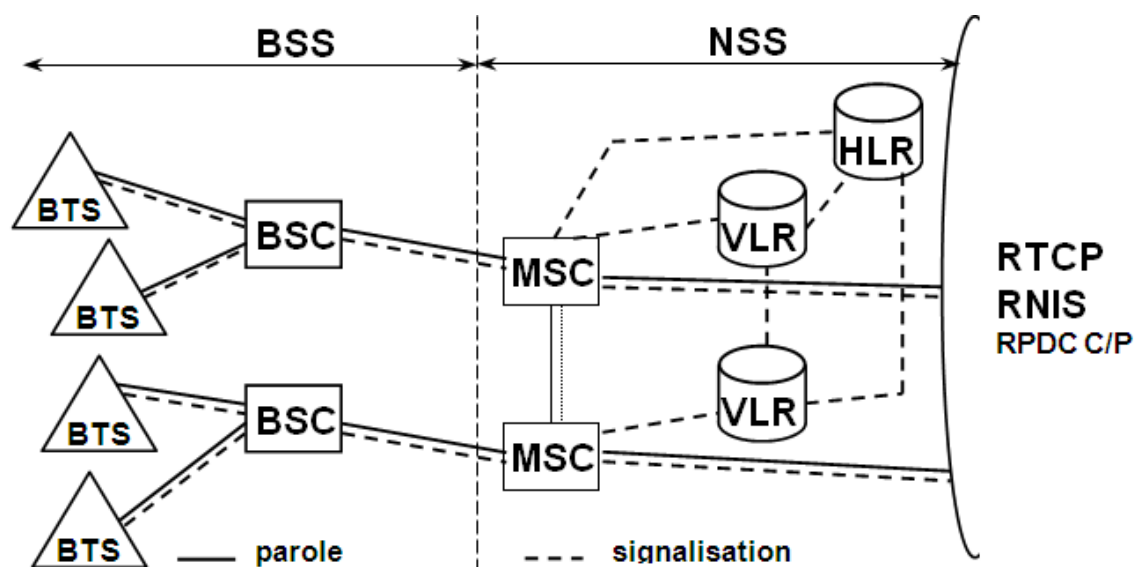 BSS
NSS
HLR
BTS
VLR
BSC
MSC
RTCP
BTS
RNIS
RPDC C/P
BTS
BSC
VLR
MSC
BTS
parole
signalisation